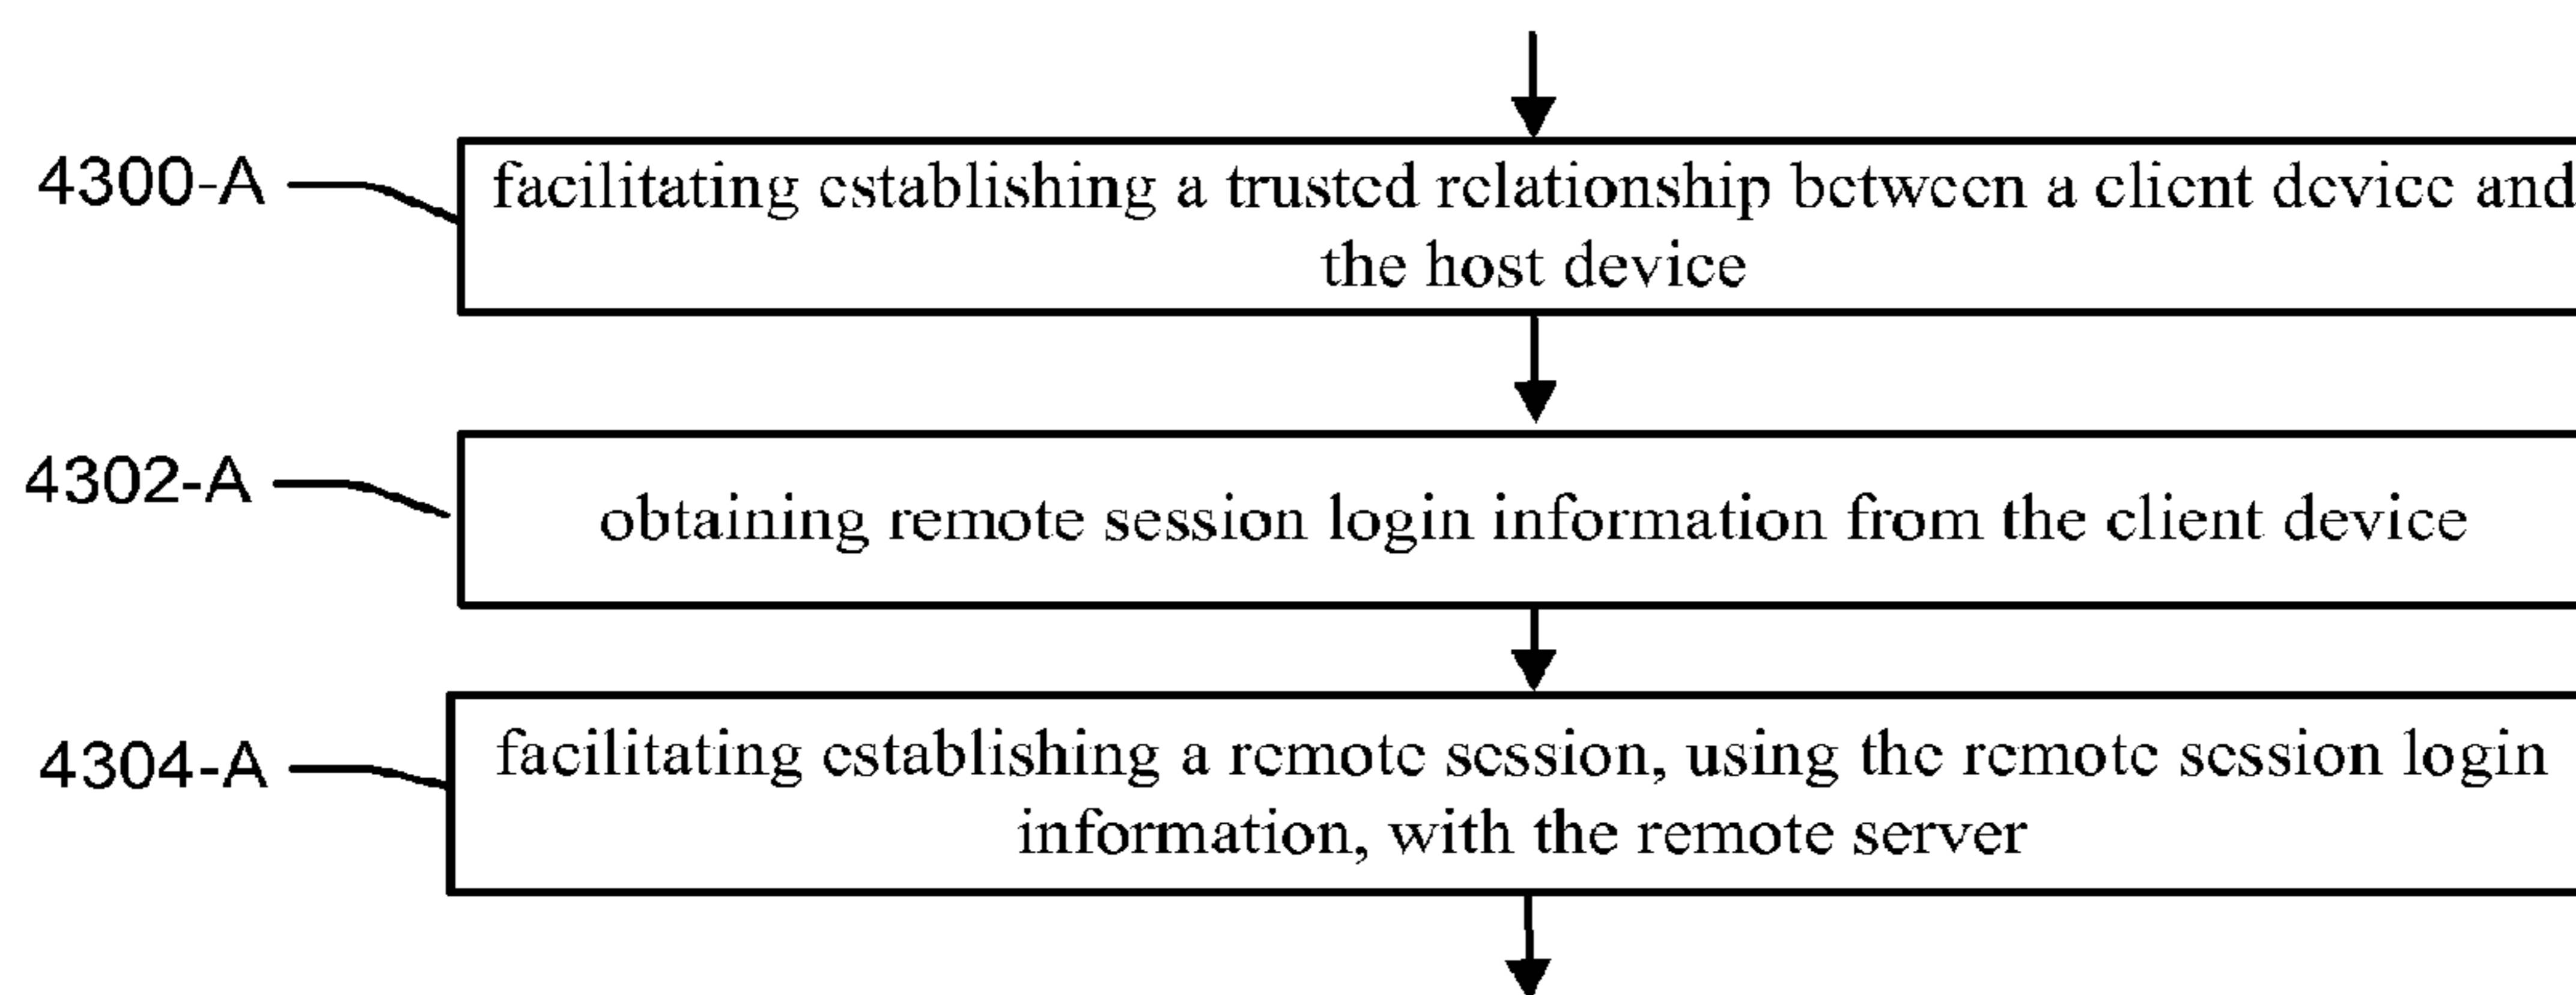 4300-A
facilitating establishing a trusted relationship between a client device and
the host device
4302-A
obtaining remote session login information from the client device
4304-A
facilitating establishing a remote session, using the remote session login
information, with the remote server